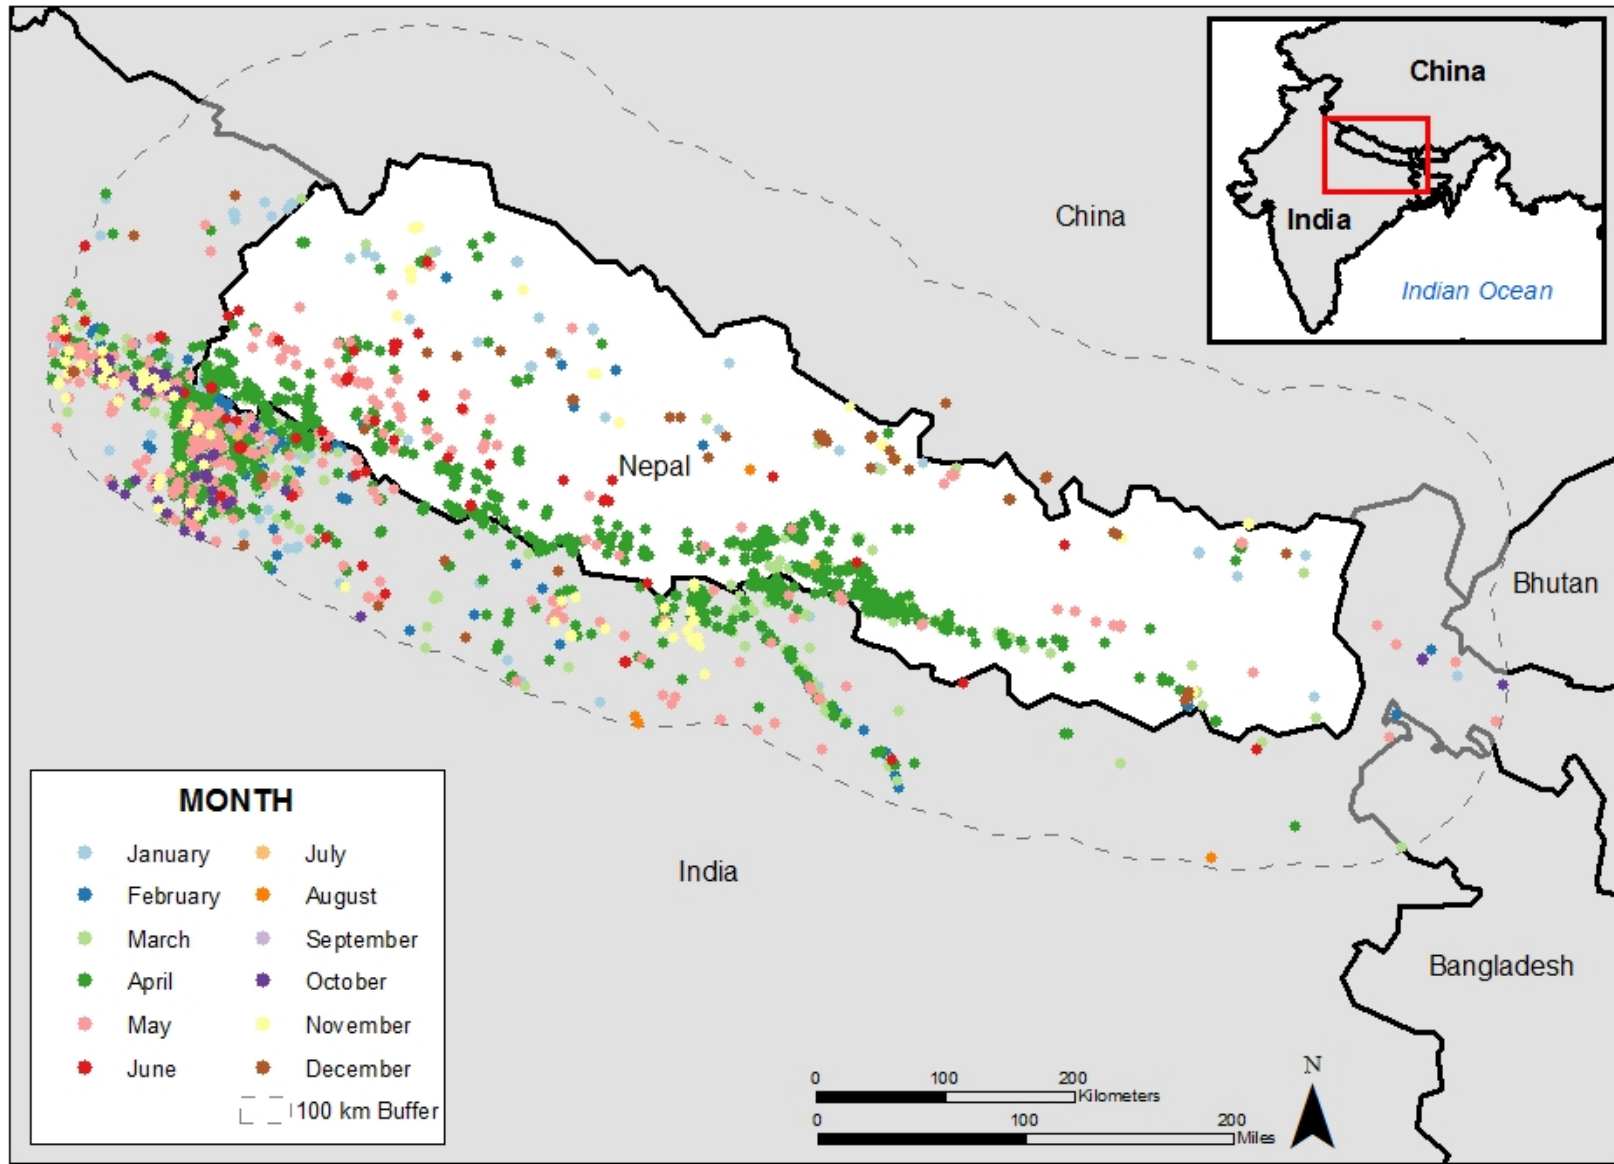 China
India
Indian Ocean
China
Nepal
Bhutan
India
Bangladesh
MONTH
January
February
March
April
May
June
July
August
September
October
November
December
100 km Buffer
0 100 200
Kilometers
0 100 200
Miles
N